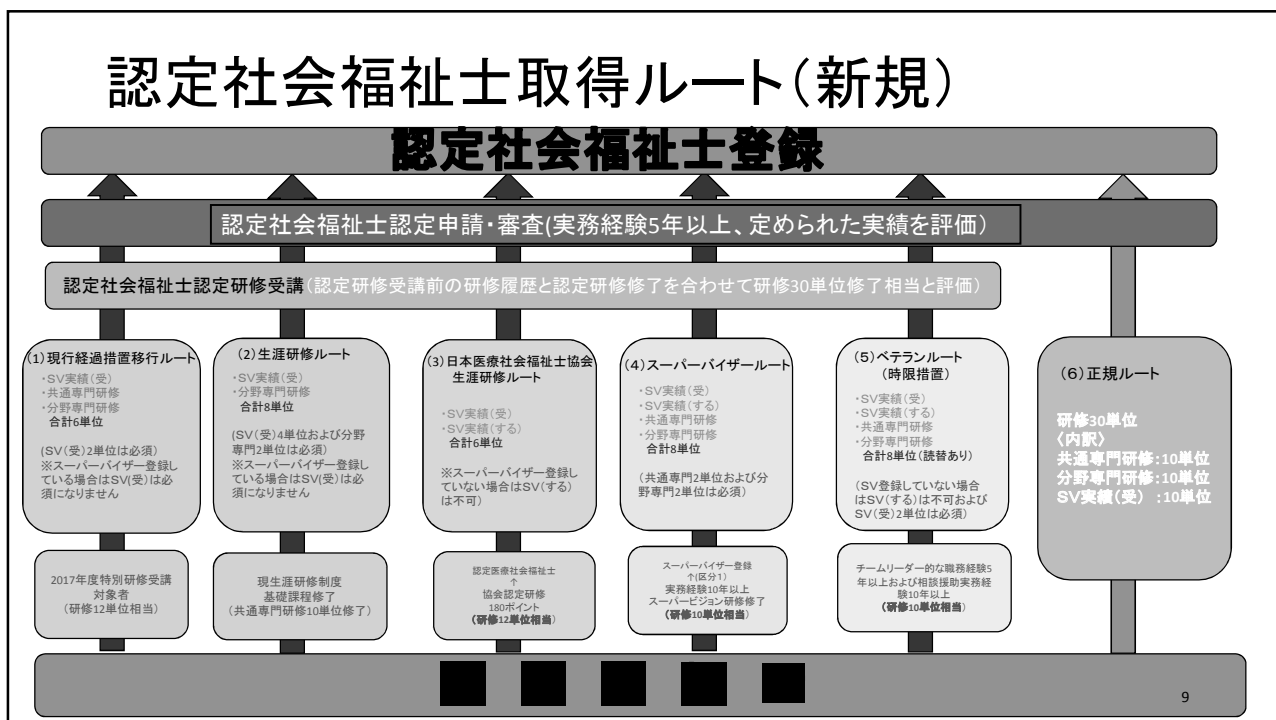 認定社会福祉士取得ルート（新規）
認定社会福祉士登録
認定社会福祉士認定申請・審査(実務経験5年以上、定められた実績を評価）
認定社会福祉士認定研修受講（認定研修受講前の研修履歴と認定研修修了を合わせて研修30単位修了相当と評価）
（1）現行経過措置移行ルート
・SV実績（受）
・共通専門研修
・分野専門研修
合計6単位
(SV（受）2単位は必須）
※スーパーバイザー登録し
ている場合はSV(受)は必
須になりません
（2）生涯研修ルート
・SV実績（受）
・分野専門研修
合計8単位
(SV（受）4単位および分野
専門2単位は必須）
※スーパーバイザー登録し
ている場合はSV(受)は必
須になりません
（3）日本医療社会福祉士協会
生涯研修ルート
・SV実績（受）
・SV実績（する）
合計6単位
※スーパーバイザー登録し
ていない場合はSV（する）
は不可）
（4）スーパーバイザールート
・SV実績（受）
・SV実績（する）
・共通専門研修
・分野専門研修
合計8単位
（共通専門2単位および分
野専門2単位は必須）
（5）ベテランルート
（時限措置）
・SV実績（受）
・SV実績（する）
・共通専門研修
・分野専門研修
合計8単位（読替あり）
（SV登録していない場合
はSV（する）は不可および
SV（受）2単位は必須）
（6）正規ルート
研修30単位
〈内訳〉
共通専門研修：10単位
分野専門研修：10単位
SV実績（受）：10単位
2017年度特別研修受講
対象者
（研修12単位相当）
現生涯研修制度
基礎課程修了
（共通専門研修10単位修了）
認定医療社会福祉士
↑
協会認定研修
180ポイント
（研修12単位相当）
スーパーバイザー登録
↑(区分１）
実務経験10年以上
スーパービジョン研修修了
（研修10単位相当）
チームリーダー的な職務経験5
年以上および相談援助実務経
験10年以上
（研修10単位相当）
9